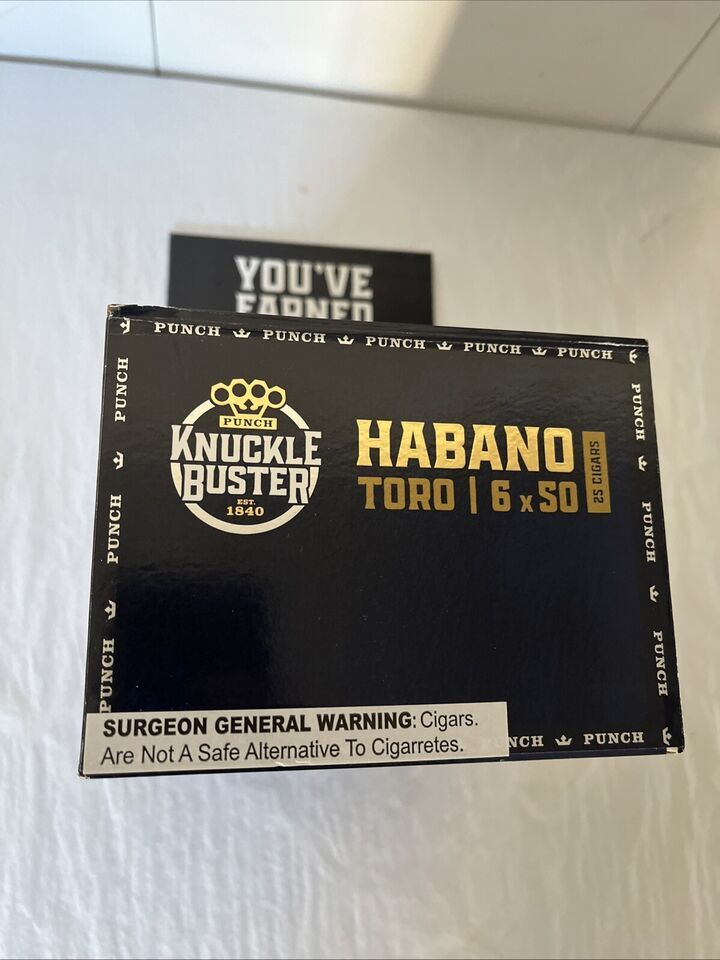 YOU'VE
EARNED
PUNCH PUNCH PUNCH PUNCH PUNCH
PUNCH
PUNCH
PUNCH
PUNCH
KNUCKLE
BUSTER
EST.
1840
HABANO
TORO | 6 x 50
25 CIGARS
PUNCH
PUNCH
PUNCH
SURGEON GENERAL WARNING: Cigars.
Are Not A Safe Alternative To Cigarretes.
PUNCH PUNCH